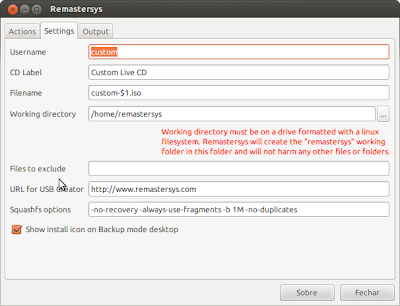 Remastersys
Actions Settings Output
Username custom
CD Label Custom Live CD
Filename custom-$1.iso
Working directory /home/remastersys ...
Working directory must be on a drive formatted with a linux
filesystem. Remastersys will create the "remastersys" working
folder in this folder and will not harm any other files or folders.
Files to exclude
URL for USB Creator http://www.remastersys.com
Squashfs options -no-recovery -always-use-fragments -b 1M -no-duplicates
Show install icon on Backup mode desktop
Sobre Fechar